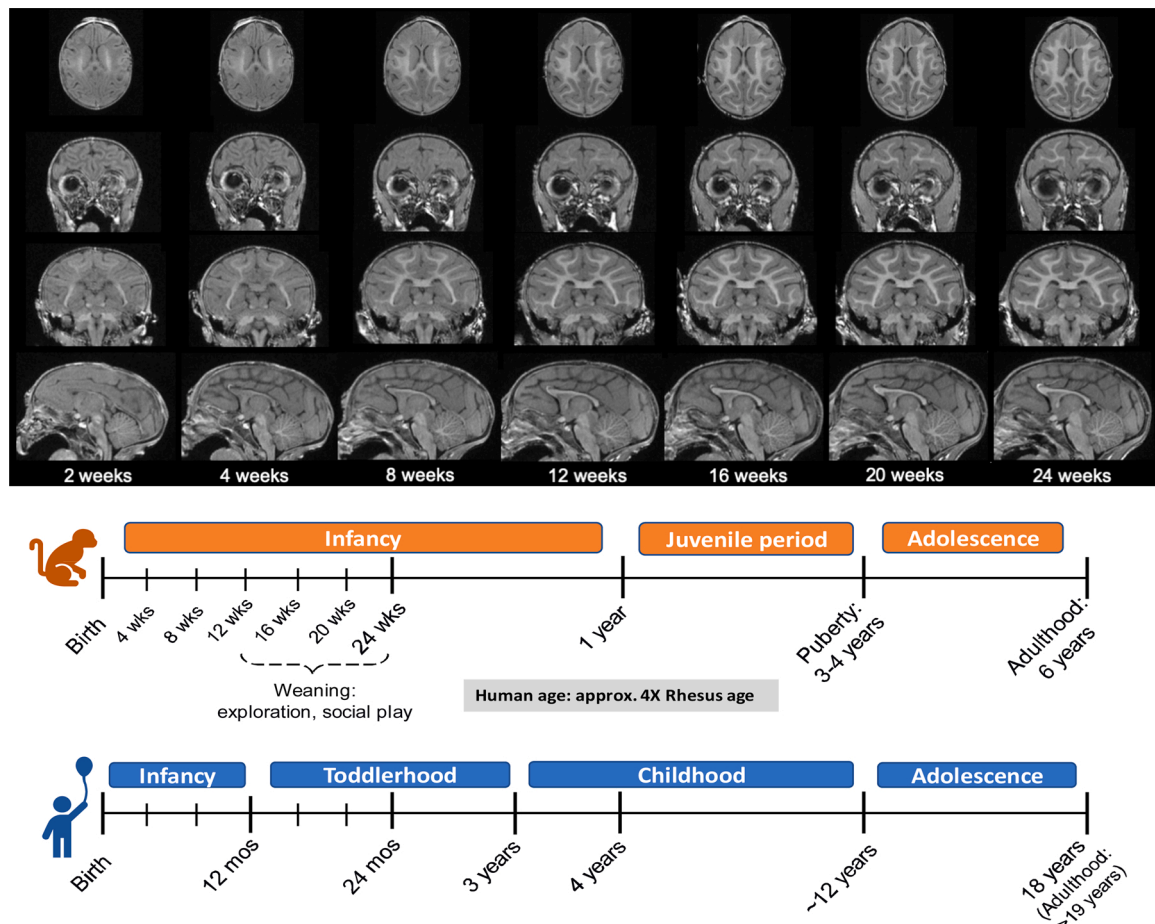 2 weeks
4 weeks
8 weeks
12 weeks
16 weeks
20 weeks
24 weeks
Infancy
Juvenile period
Adolescence
Birth
4 wks
8 wks
12 wks
16 wks
20 wks
24 wks
1 year
Puberty:
3-4 years
Adulthood:
6 years
Weaning:
exploration, social play
Human age: approx. 4X Rhesus age
Infancy
Toddlerhood
Childhood
Adolescence
Birth
12 mos
24 mos
3 years
4 years
~12 years
18 years
(Adulthood:
19 years)